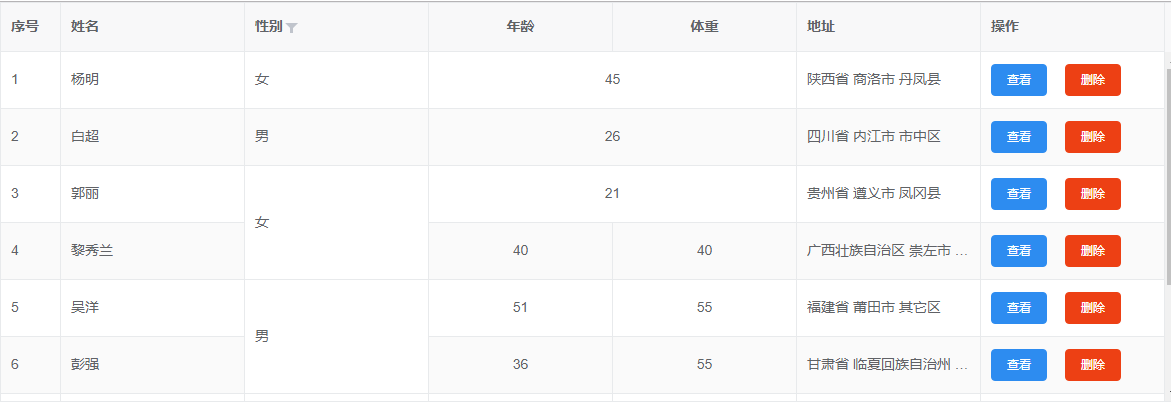 序号 姓名 性别 年龄 体重 地址 操作
1 杨明 女 45 陕西省 商洛市 丹凤县 查看 删除
2 白超 男 26 四川省 内江市 市中区 查看 删除
3 郭丽 21 贵州省 遵义市 凤冈县 查看 删除
女
4 黎秀兰 40 40 广西壮族自治区 崇左市 ... 查看 删除
5 吴洋 51 55 福建省 莆田市 其它区 查看 删除
男
6 彭强 36 55 甘肃省 临夏回族自治州 ... 查看 删除